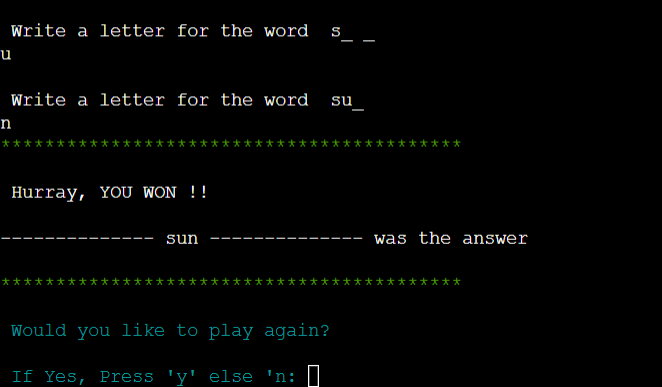 Write a letter for the word  s_ _
u
Write a letter for the word  su_
n
******************************************
Hurray, YOU WON !!
-------------- sun -------------- was the answer
******************************************
Would you like to play again?
If Yes, Press 'y' else 'n: